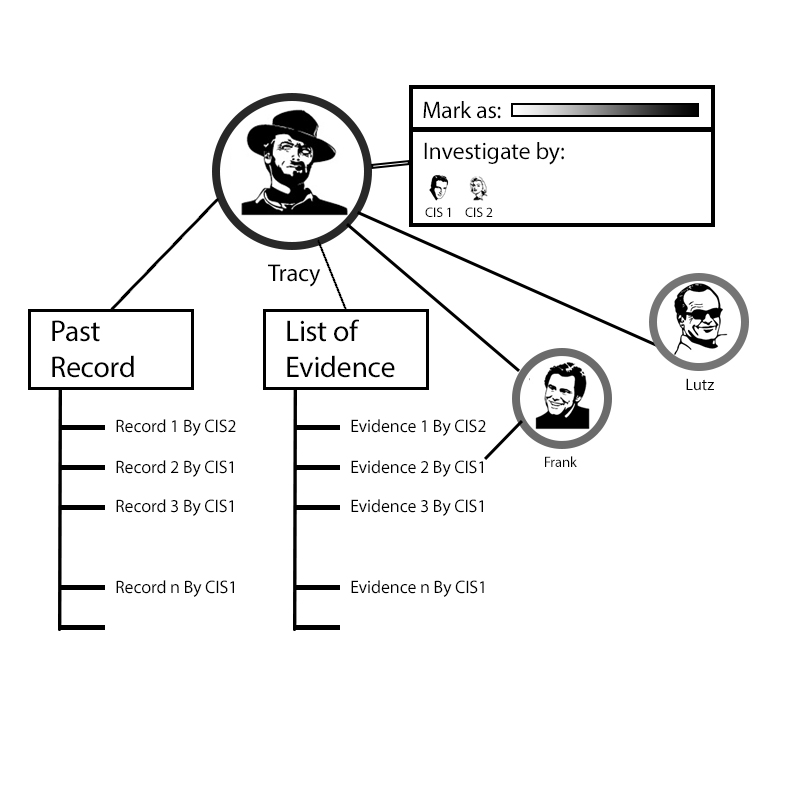 Mark as:
Investigate by:
CIS 1
CIS 2
Tracy
Past
Record
List of
Evidence
Lutz
Frank
Record 1 By CIS2
Record 2 By CIS1
Record 3 By CIS1
Record n By CIS1
Evidence 1 By CIS2
Evidence 2 By CIS1
Evidence 3 By CIS1
Evidence n By CIS1